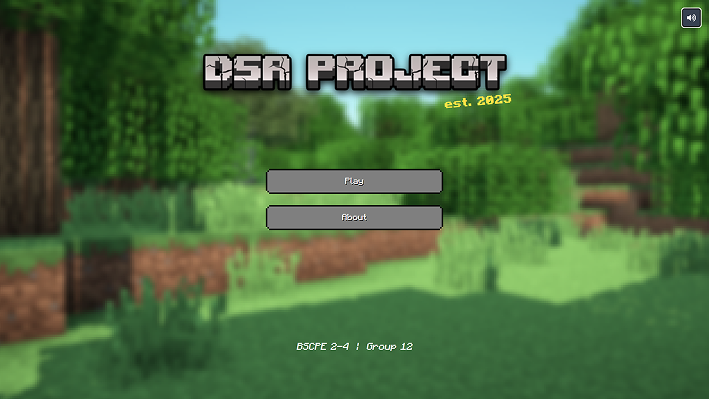 DSA PROJECT
est. 2025
Play
About
BSCPE 2-4 | Group 12